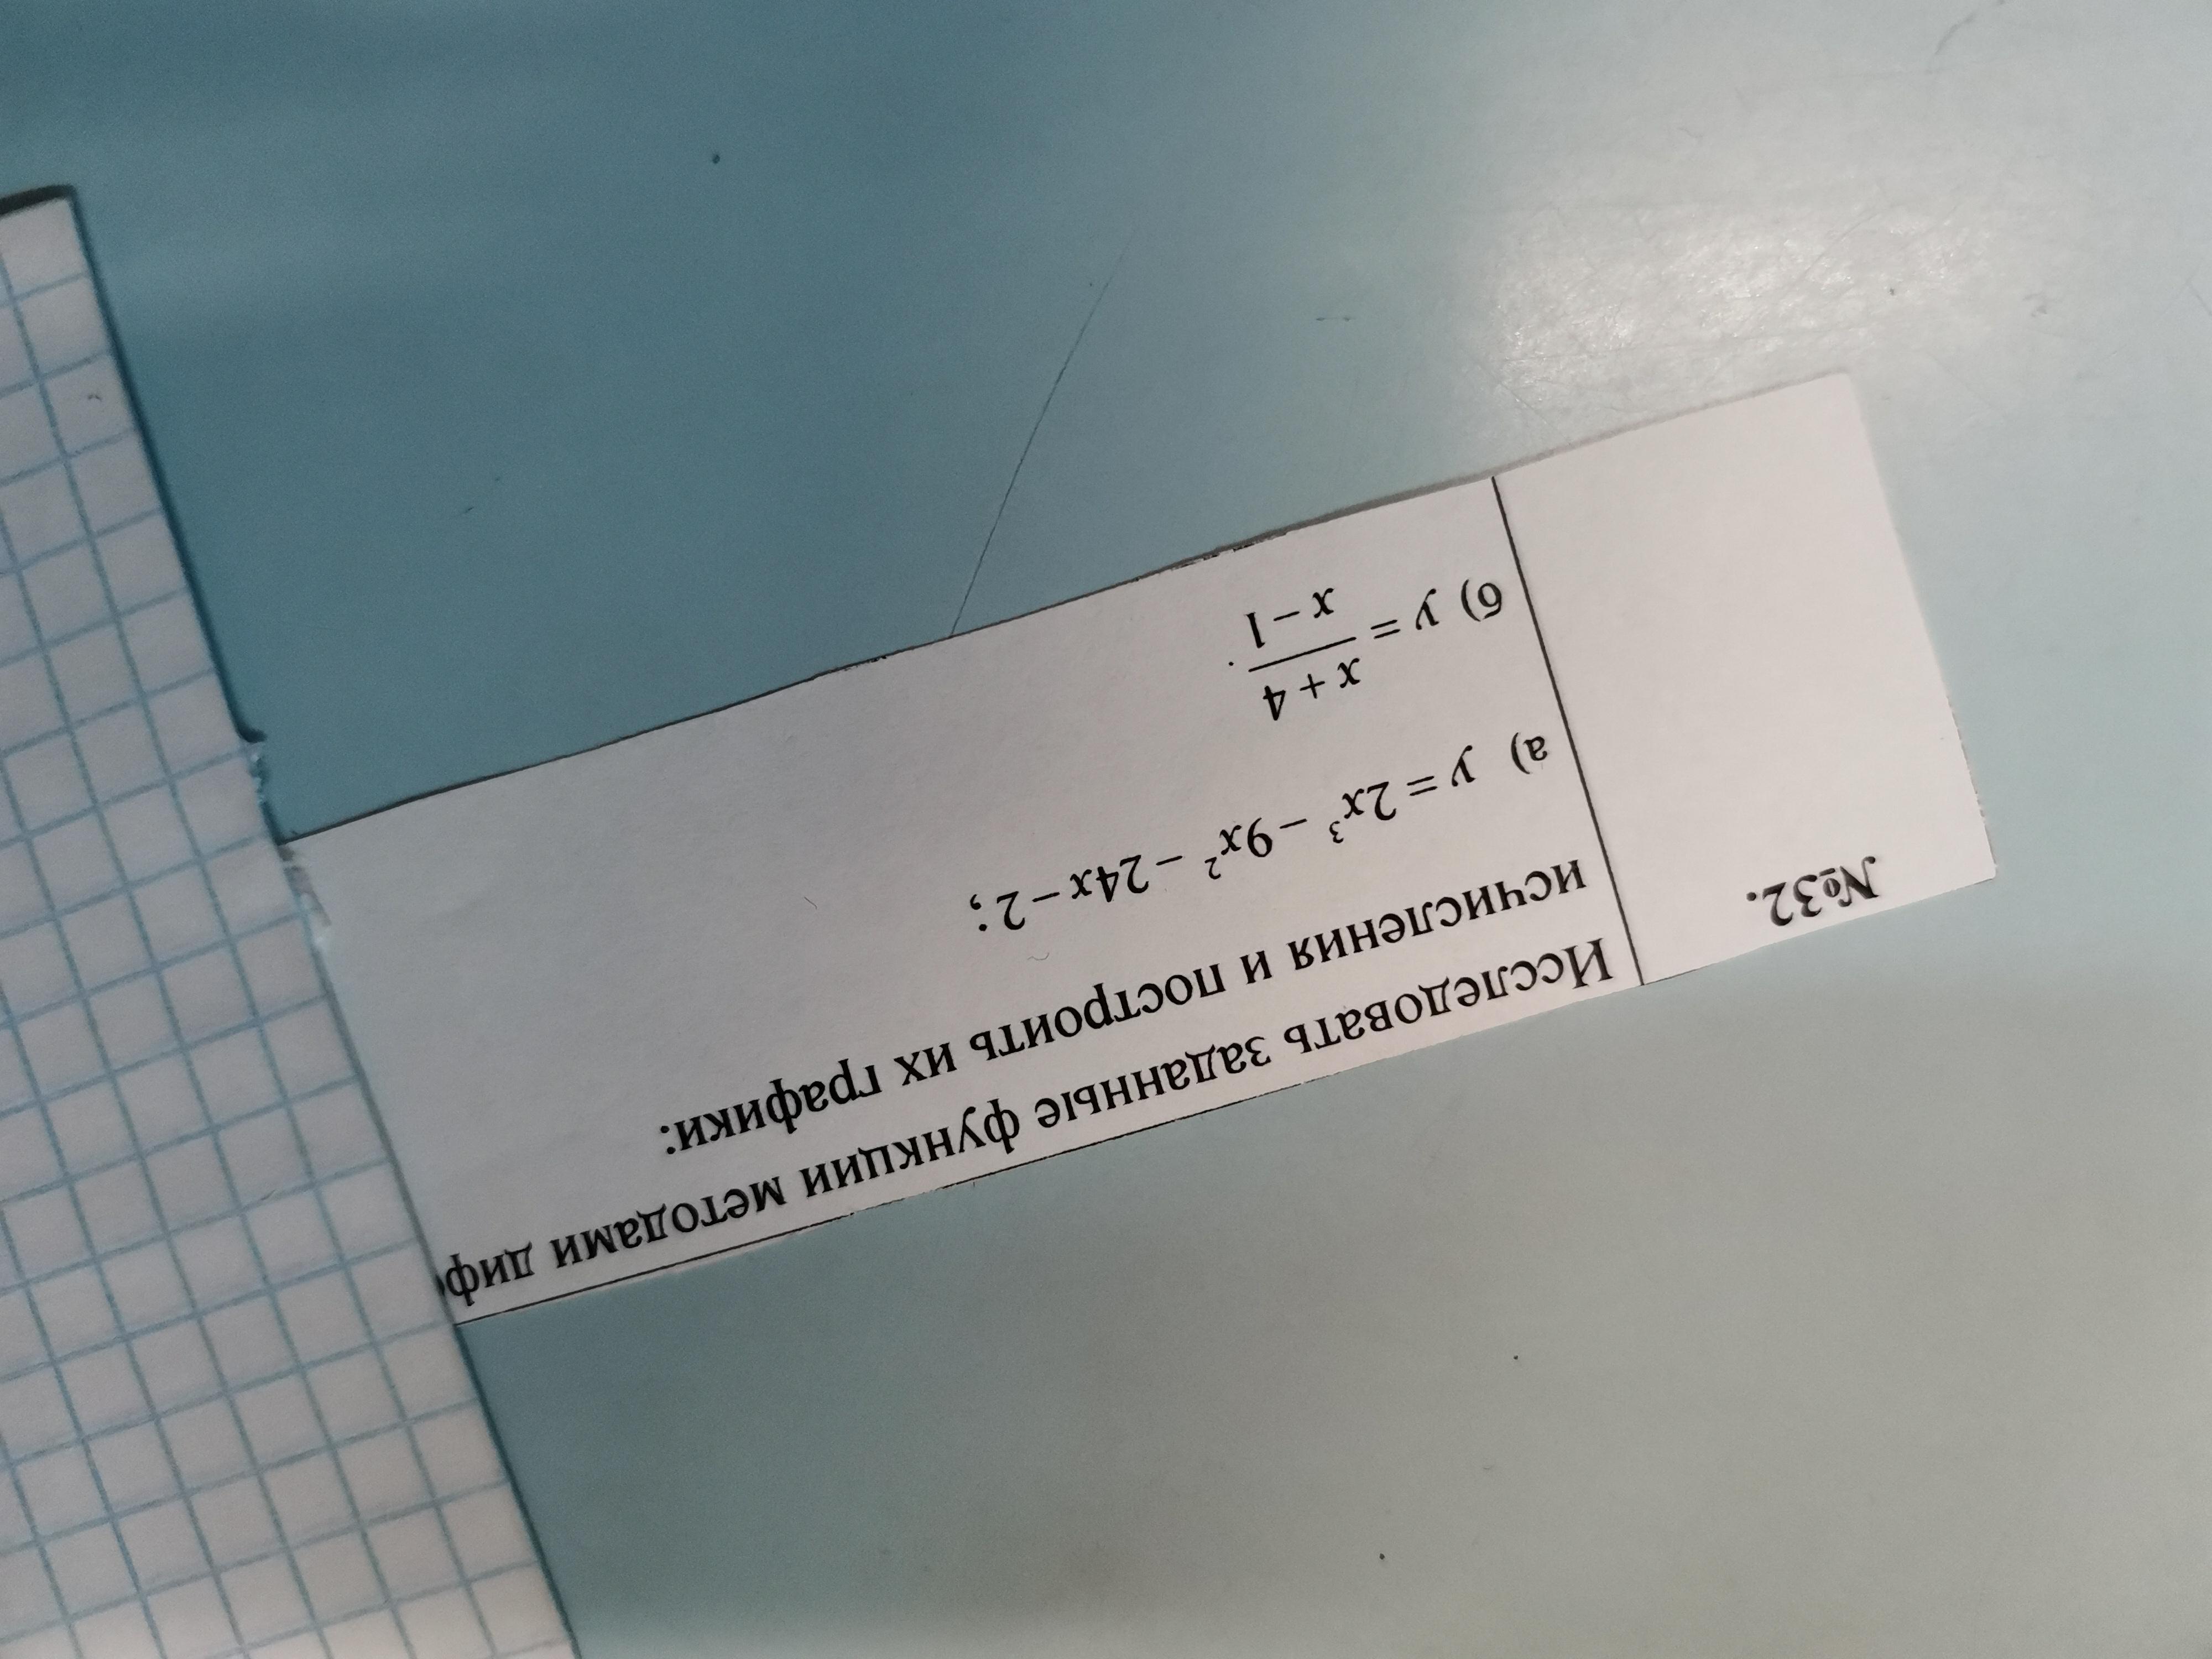 №32.
Исследовать заданные функции методами диф
исчисления и построить их графики:
а) y = 2x³ − 9x² − 24x − 2;
б) y = (x + 4)/(x − 1).